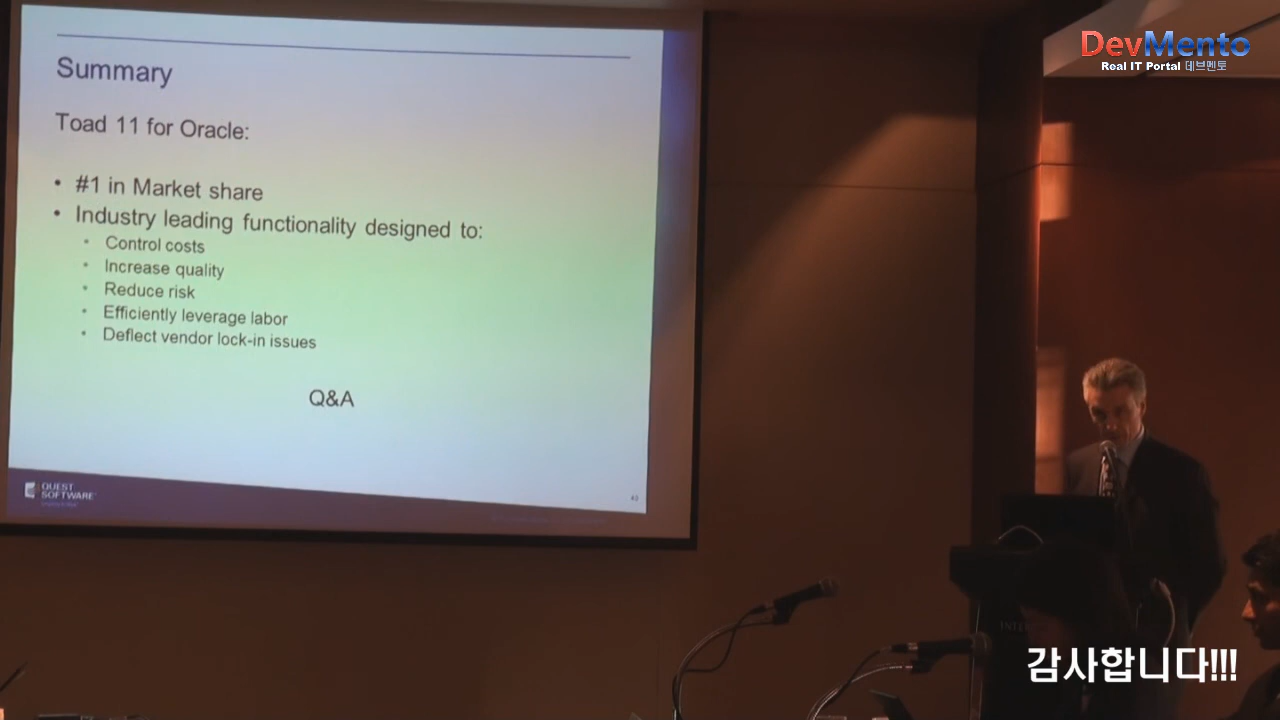 DevMento
Real IT Portal 데브멘토
Summary
Toad 11 for Oracle:
• #1 in Market share
• Industry leading functionality designed to:
• Control costs
• Increase quality
• Reduce risk
• Efficiently leverage labor
• Deflect vendor lock-in issues
Q&A
QUEST
SOFTWARE
42
감사합니다!!!